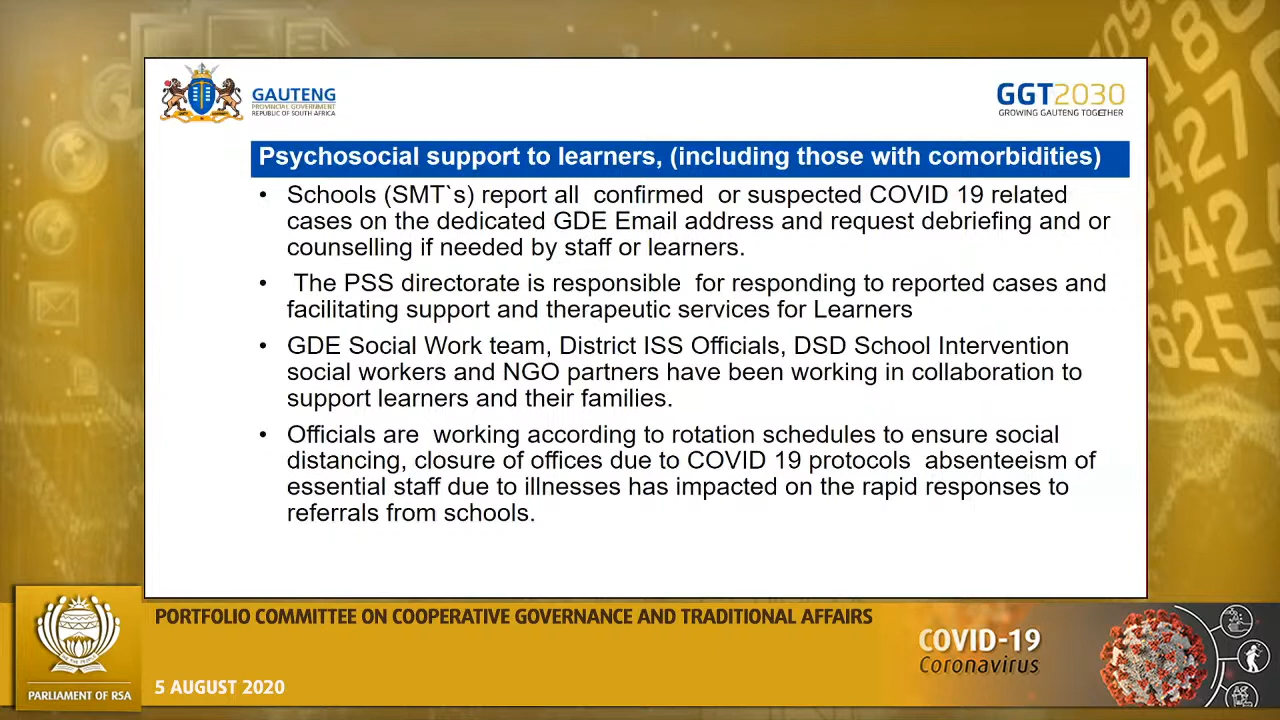 GAUTENG
PROVINCIAL GOVERNMENT
REPUBLIC OF SOUTH AFRICA
GGT2030
GROWING GAUTENG TOGETHER
Psychosocial support to learners, (including those with comorbidities)
• Schools (SMT`s) report all confirmed or suspected COVID 19 related
cases on the dedicated GDE Email address and request debriefing and or
counselling if needed by staff or learners.
• The PSS directorate is responsible for responding to reported cases and
facilitating support and therapeutic services for Learners
• GDE Social Work team, District ISS Officials, DSD School Intervention
social workers and NGO partners have been working in collaboration to
support learners and their families.
• Officials are working according to rotation schedules to ensure social
distancing, closure of offices due to COVID 19 protocols absenteeism of
essential staff due to illnesses has impacted on the rapid responses to
referrals from schools.
PORTFOLIO COMMITTEE ON COOPERATIVE GOVERNANCE AND TRADITIONAL AFFAIRS
COVID-19
Coronavirus
PARLIAMENT OF RSA
5 AUGUST 2020